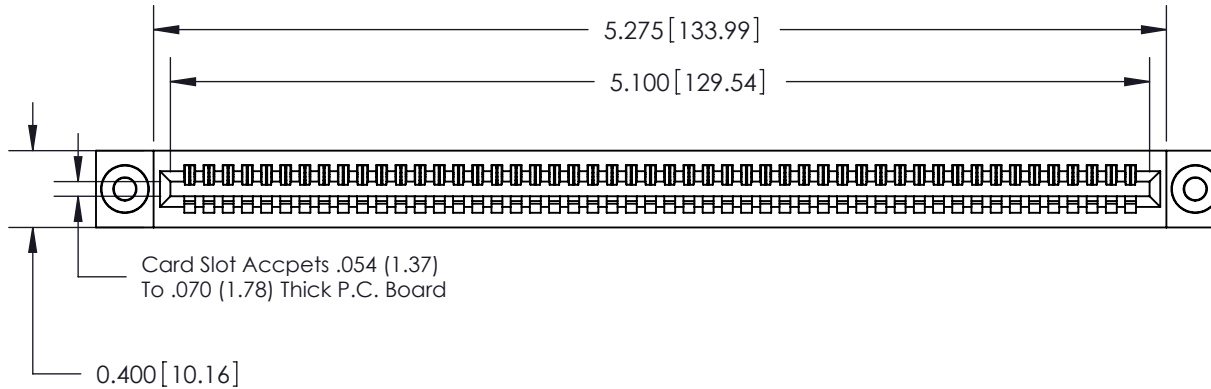 5.275[133.99]
5.100[129.54]
Card Slot Accpets .054 (1.37)
To .070 (1.78) Thick P.C. Board
0.400[10.16]